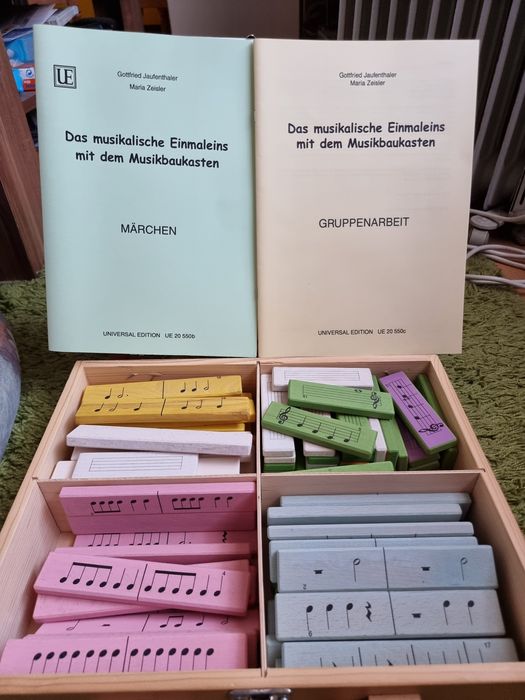 UE
Gottfried Jaufenthaler
Maria Zeisler
Das musikalische Einmaleins
mit dem Musikbaukasten
MÄRCHEN
UNIVERSAL EDITION UE 20 550b
Gottfried Jaufenthaler
Maria Zeisler
Das musikalische Einmaleins
mit dem Musikbaukasten
GRUPPENARBEIT
UNIVERSAL EDITION UE 20 550c